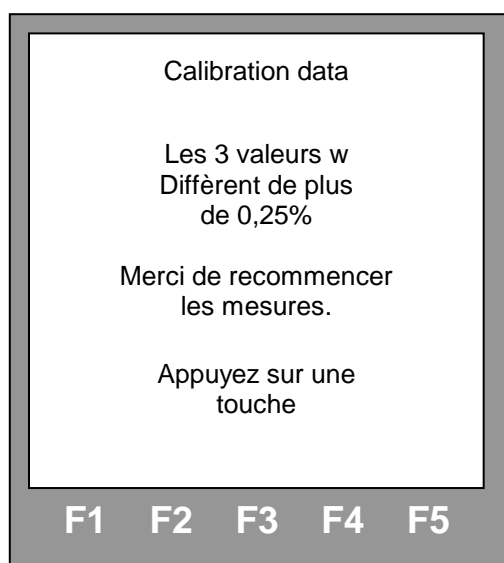 Calibration data
Les 3 valeurs w
Diffèrent de plus
de 0,25%
Merci de recommencer
les mesures.
Appuyez sur une
touche
F1 F2 F3 F4 F5